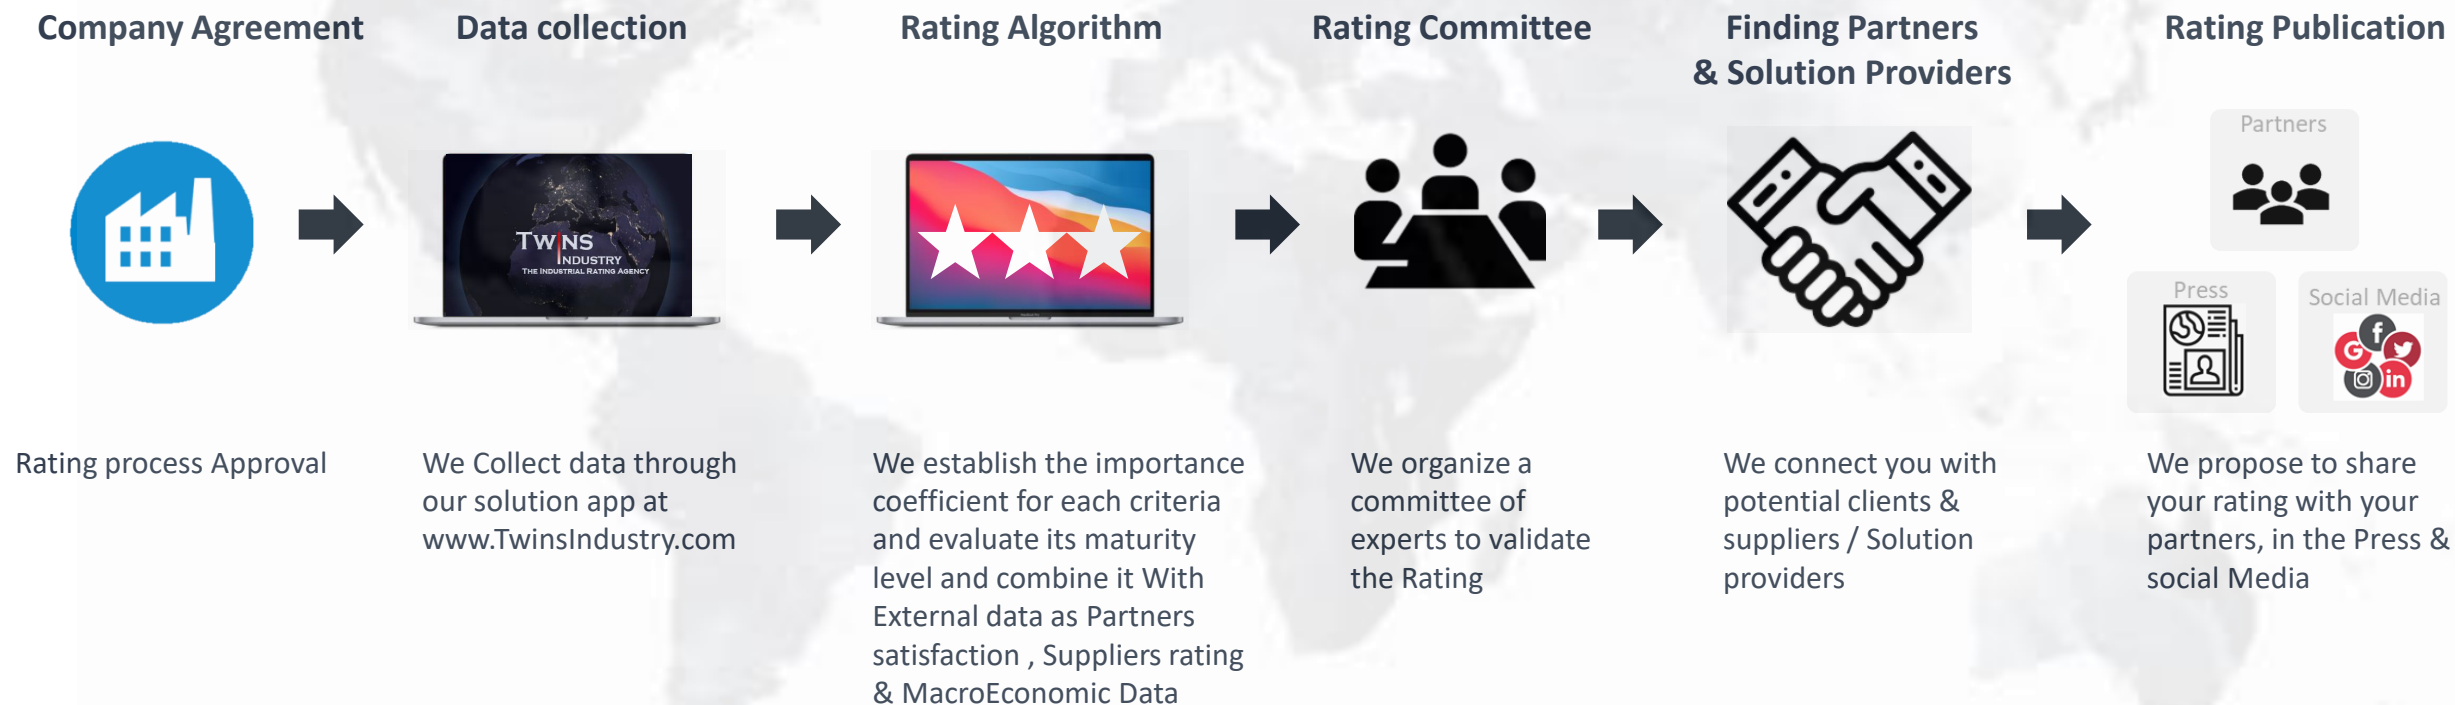 Company Agreement
Data collection
Rating Algorithm
Rating Committee
Finding Partners
& Solution Providers
Rating Publication
TWINS
INDUSTRY
THE INDUSTRIAL RATING AGENCY
Partners
Press
Social Media
Rating process Approval
We Collect data through
our solution app at
www.TwinsIndustry.com
We establish the importance
coefficient for each criteria
and evaluate its maturity
level and combine it With
External data as Partners
satisfaction , Suppliers rating
& MacroEconomic Data
We organize a
committee of
experts to validate
the Rating
We connect you with
potential clients &
suppliers / Solution
providers
We propose to share
your rating with your
partners, in the Press &
social Media